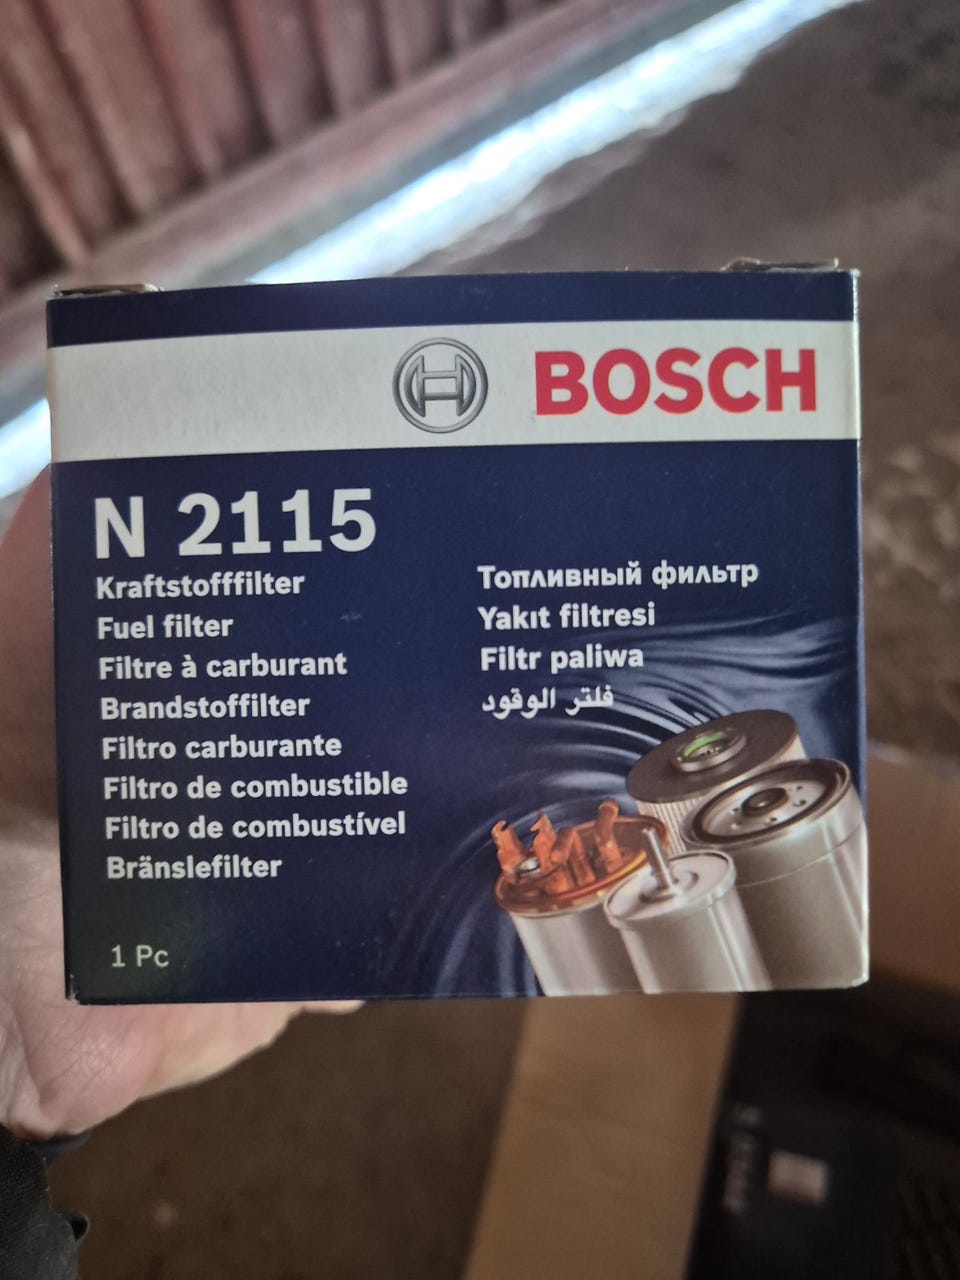 BOSCH
N 2115
Kraftstofffilter
Fuel filter
Filtre à carburant
Brandstoffilter
Filtro carburante
Filtro de combustible
Filtro de combustível
Bränslefilter
1 Pc
Топливный фильтр
Yakıt filtresi
Filtr paliwa
فلتر الوقود